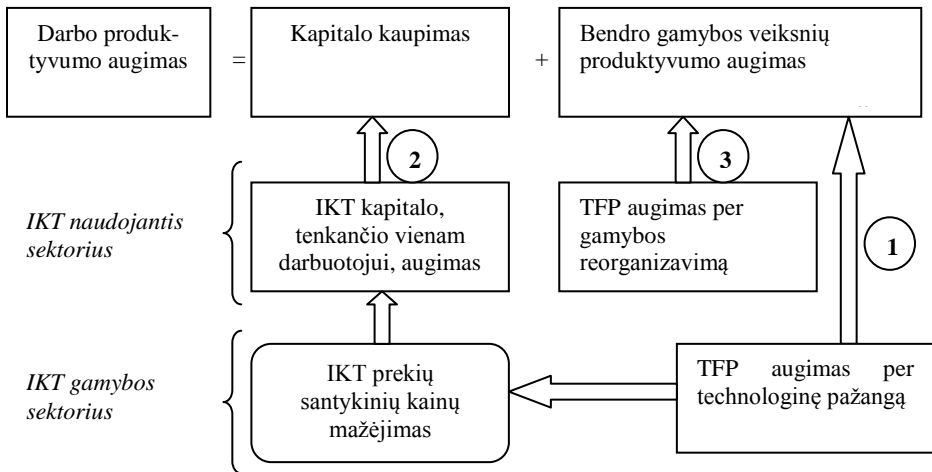 Darbo produk-
tyvumo augimas
=
Kapitalo kaupimas
+
Bendro gamybos veiksnių
produktyvumo augimas
2
3
1
IKT naudojantis
sektorius
IKT kapitalo,
tenkančio vienam
darbuotojui, augimas
TFP augimas per
gamybos
reorganizavimą
IKT gamybos
sektorius
IKT prekių
santykinių kainų
mažėjimas
TFP augimas per
technologinę pažangą